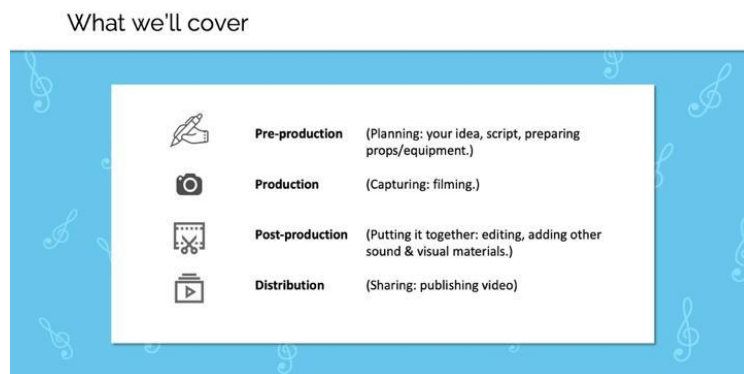 What we'll cover
Pre-production (Planning: your idea, script, preparing
props/equipment.)
Production (Capturing: filming.)
Post-production (Putting it together: editing, adding other
sound & visual materials.)
Distribution (Sharing: publishing video)